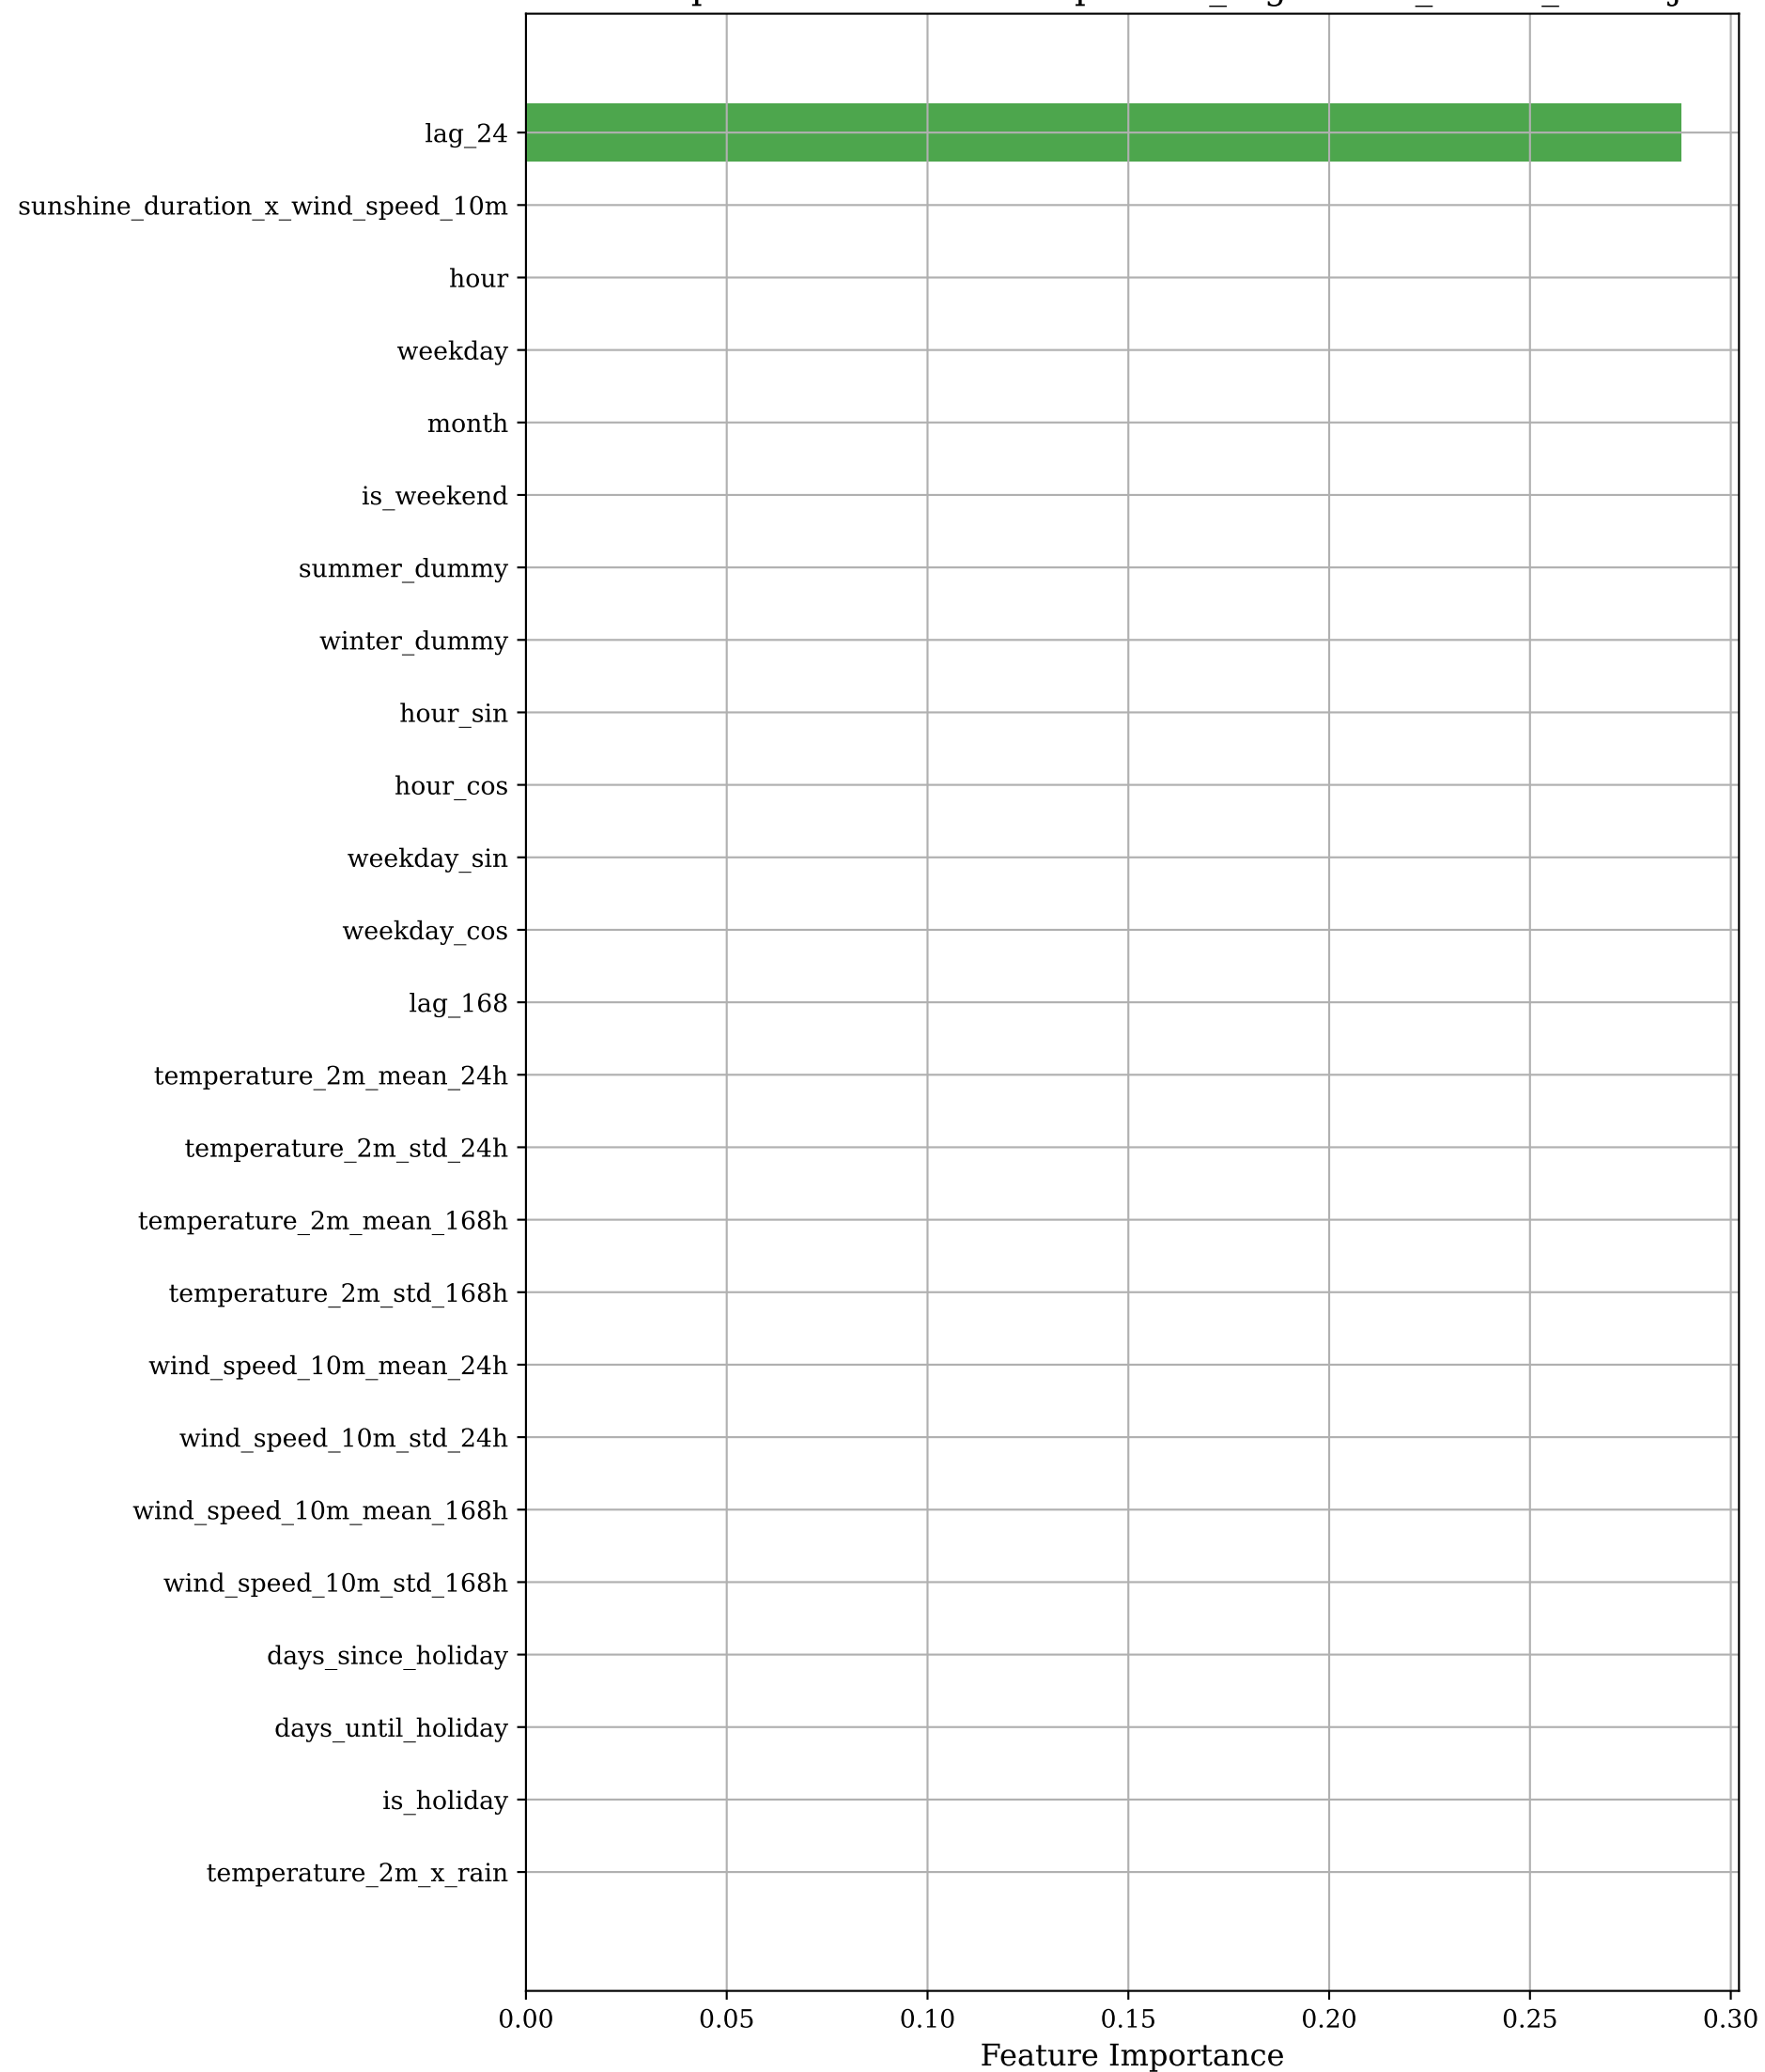 lag_24
sunshine_duration_x_wind_speed_10m
hour
weekday
month
is_weekend
summer_dummy
winter_dummy
hour_sin
hour_cos
weekday_sin
weekday_cos
lag_168
temperature_2m_mean_24h
temperature_2m_std_24h
temperature_2m_mean_168h
temperature_2m_std_168h
wind_speed_10m_mean_24h
wind_speed_10m_std_24h
wind_speed_10m_mean_168h
wind_speed_10m_std_168h
days_since_holiday
days_until_holiday
is_holiday
temperature_2m_x_rain
0.00 0.05 0.10 0.15 0.20 0.25 0.30
Feature Importance